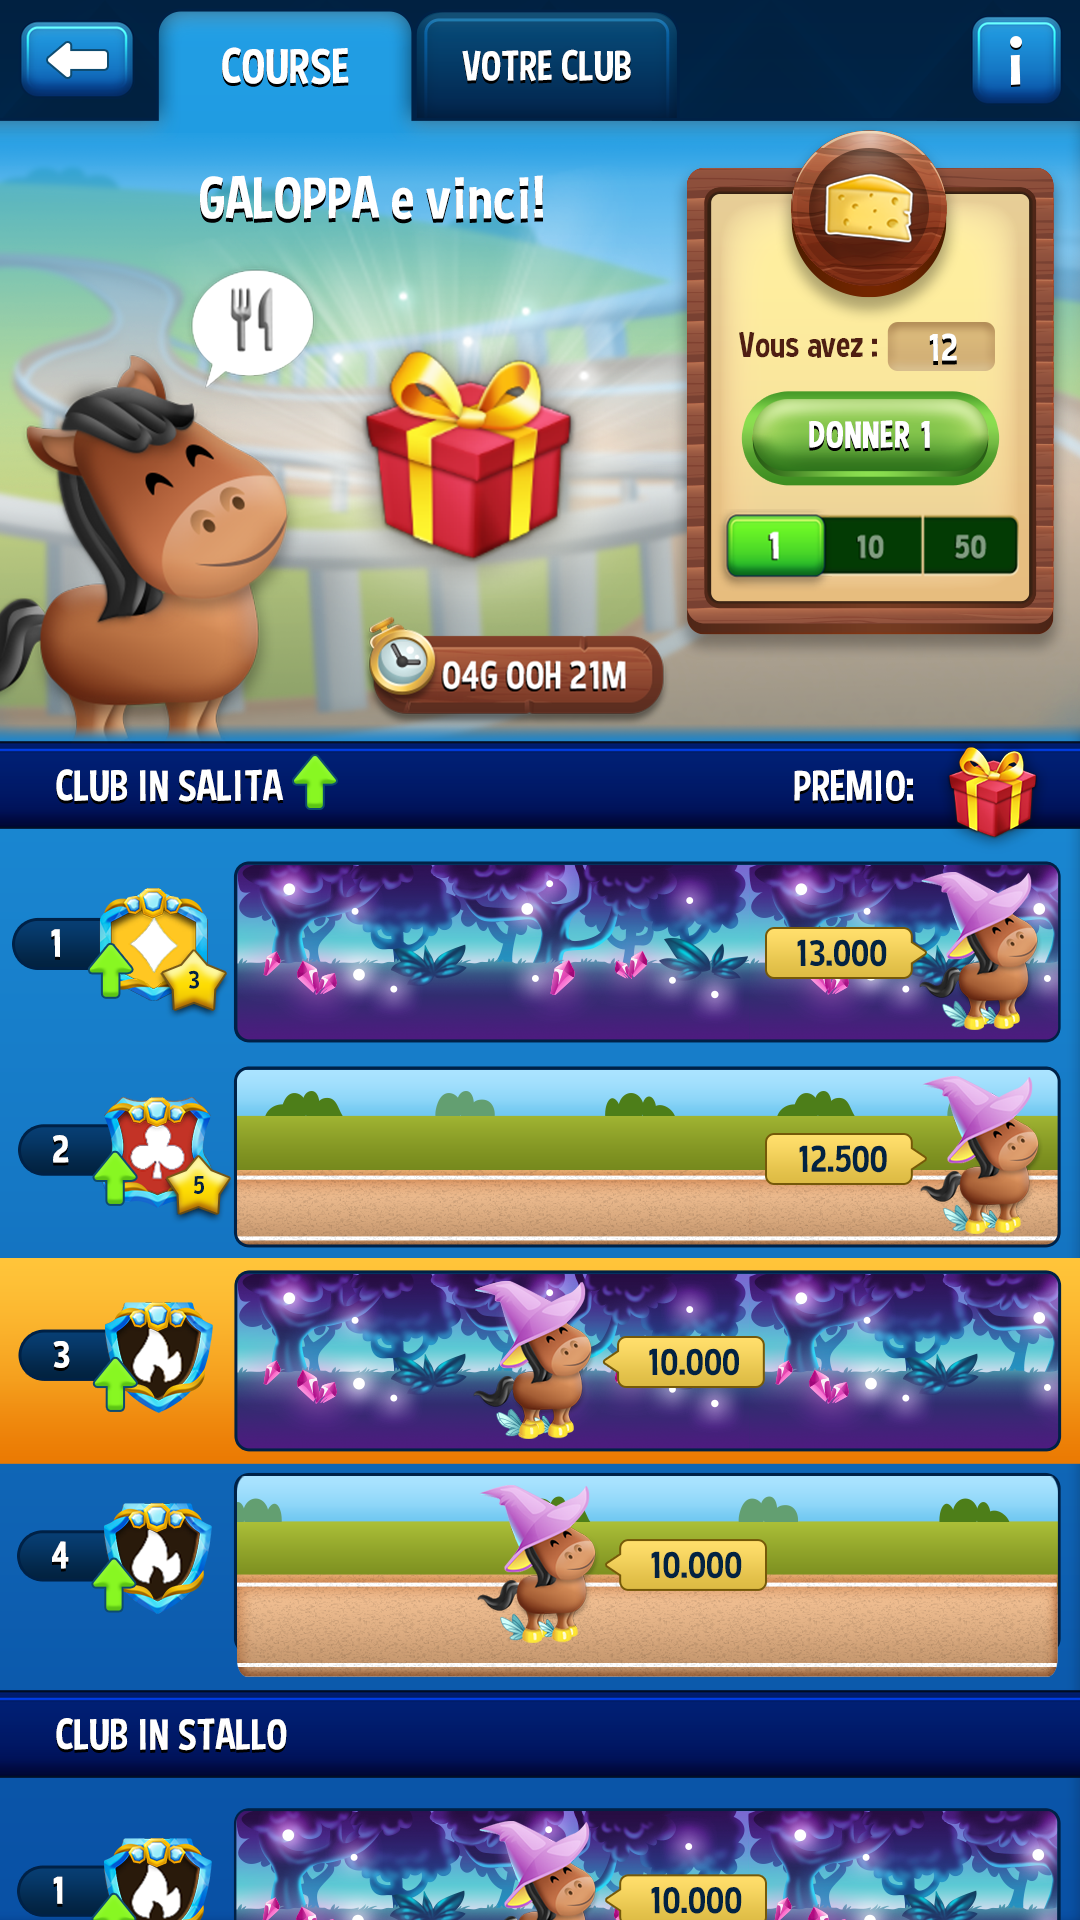 COURSE
VOTRE CLUB
i
GALOPPA e vinci!
Vous avez :
12
DONNER 1
1
10
50
04G 00H 21M
CLUB IN SALITA
PREMIO:
1
3
13.000
2
5
12.500
3
10.000
4
10.000
CLUB IN STALLO
1
10.000